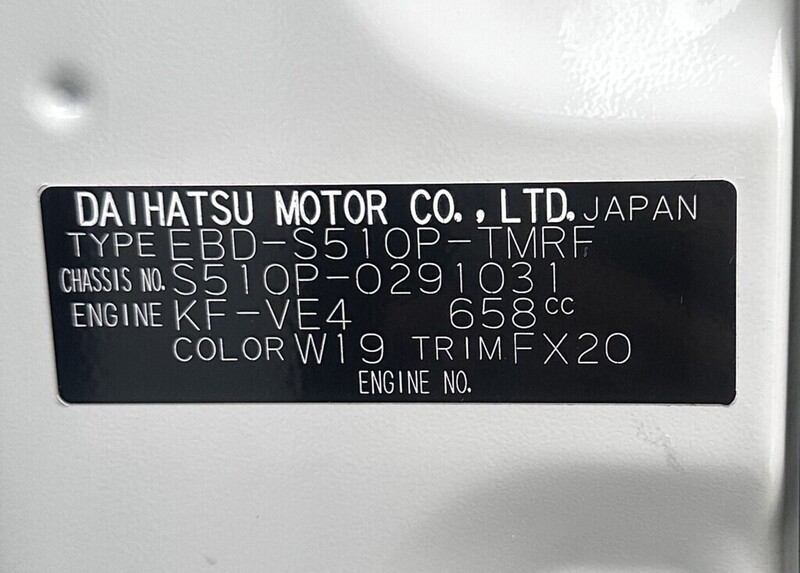 DAIHATSU MOTOR CO., LTD. JAPAN
TYPE EBD-S510P-TMRF
CHASSIS NO. S510P-0291031
ENGINE KF-VE4 658cc
COLOR W19 TRIM FX20
ENGINE NO.